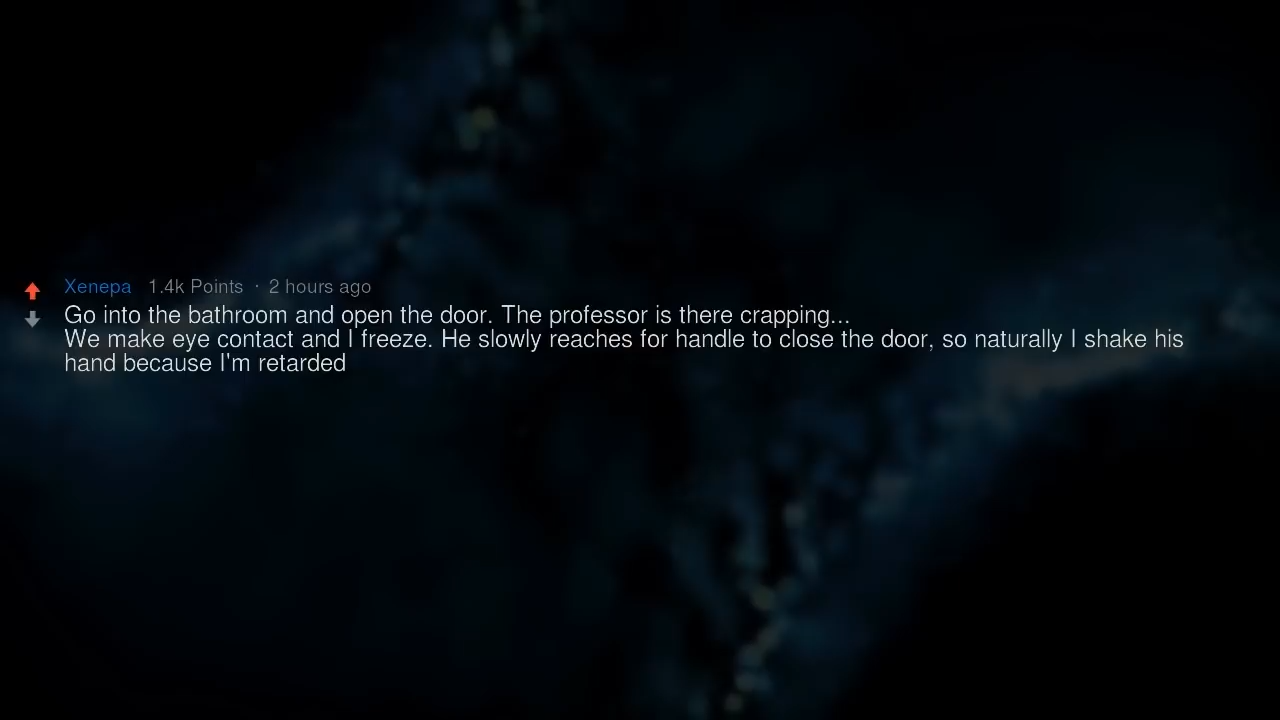 Xenepa 1.4k Points · 2 hours ago
Go into the bathroom and open the door. The professor is there crapping...
We make eye contact and I freeze. He slowly reaches for handle to close the door, so naturally I shake his
hand because I'm retarded